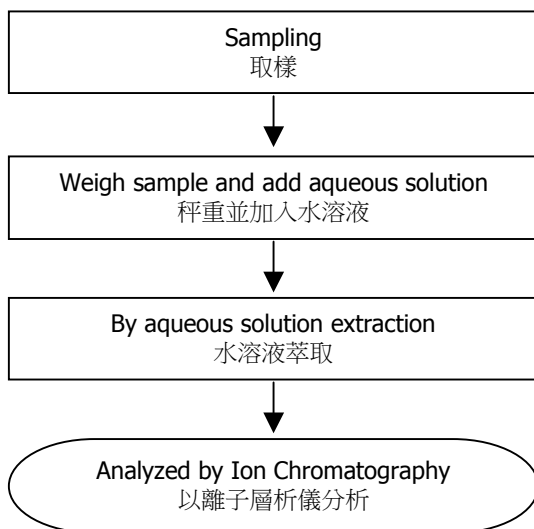 Sampling
取樣
Weigh sample and add aqueous solution
秤重並加入水溶液
By aqueous solution extraction
水溶液萃取
Analyzed by Ion Chromatography
以離子層析儀分析